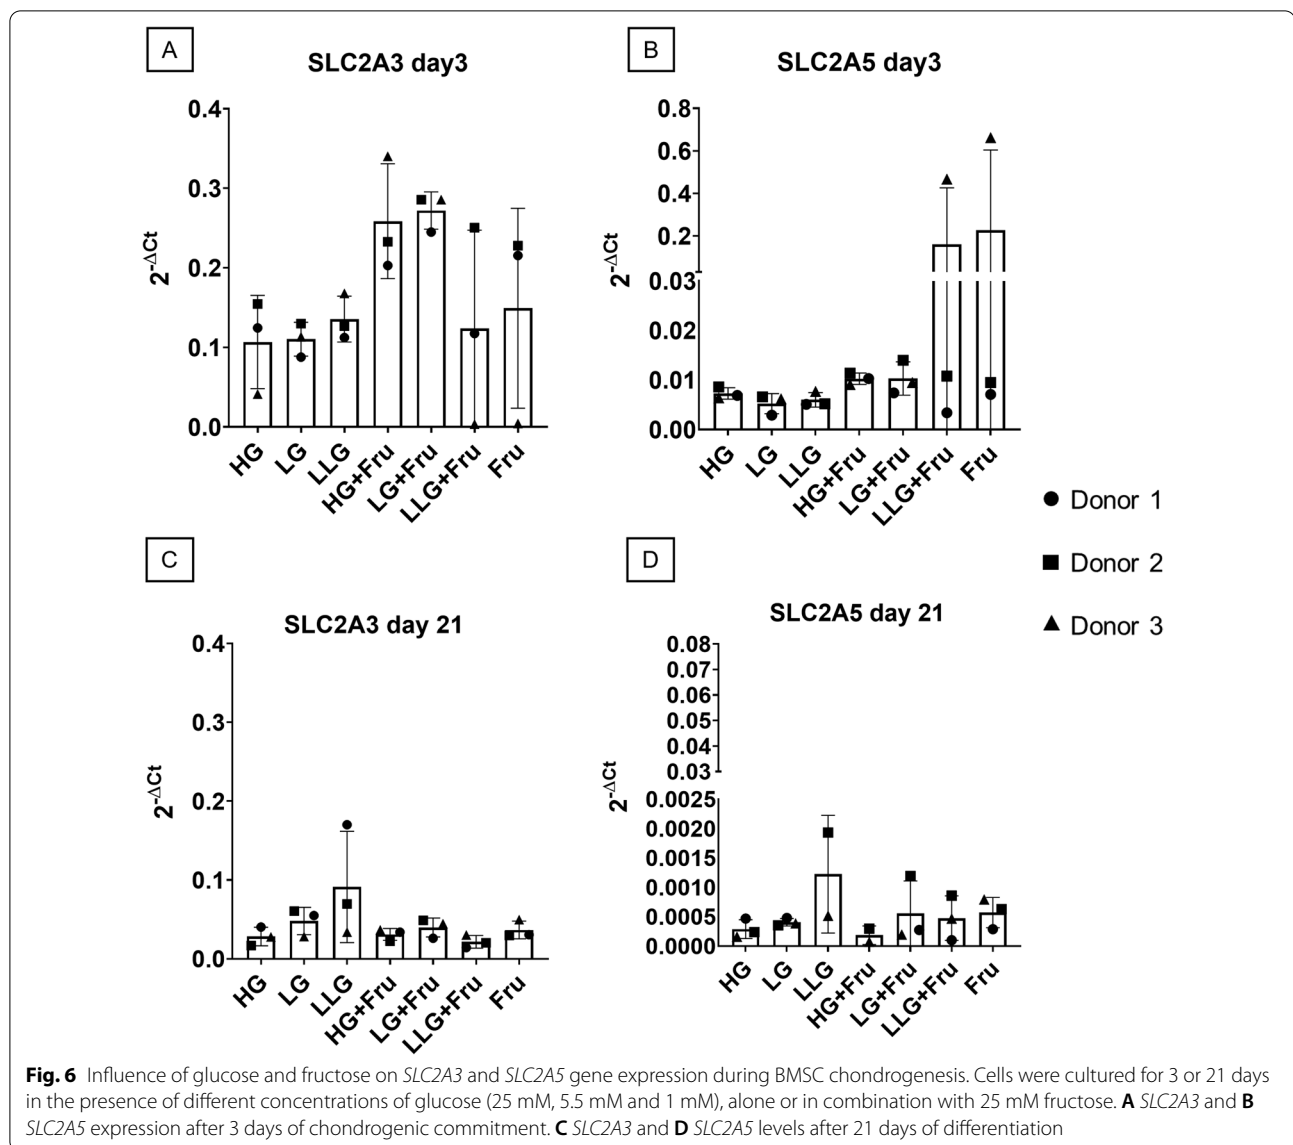 A
SLC2A3 day3
2-ΔCt
0.4
0.3
0.2
0.1
0.0
HG
LG
LLG
HG+Fru
LG+Fru
LLG+Fru
Fru
B
SLC2A5 day3
2-ΔCt
0.8
0.6
0.4
0.2
0.03
0.02
0.01
0.00
HG
LG
LLG
HG+Fru
LG+Fru
LLG+Fru
Fru
Donor 1
Donor 2
Donor 3
C
SLC2A3 day 21
2-ΔCt
0.4
0.3
0.2
0.1
0.0
HG
LG
LLG
HG+Fru
LG+Fru
LLG+Fru
Fru
D
SLC2A5 day 21
2-ΔCt
0.08
0.07
0.06
0.05
0.04
0.03
0.0025
0.0020
0.0015
0.0010
0.0005
0.0000
HG
LG
LLG
HG+Fru
LG+Fru
LLG+Fru
Fru
Fig. 6 Influence of glucose and fructose on SLC2A3 and SLC2A5 gene expression during BMSC chondrogenesis. Cells were cultured for 3 or 21 days
in the presence of different concentrations of glucose (25 mM, 5.5 mM and 1 mM), alone or in combination with 25 mM fructose. A SLC2A3 and B
SLC2A5 expression after 3 days of chondrogenic commitment. C SLC2A3 and D SLC2A5 levels after 21 days of differentiation